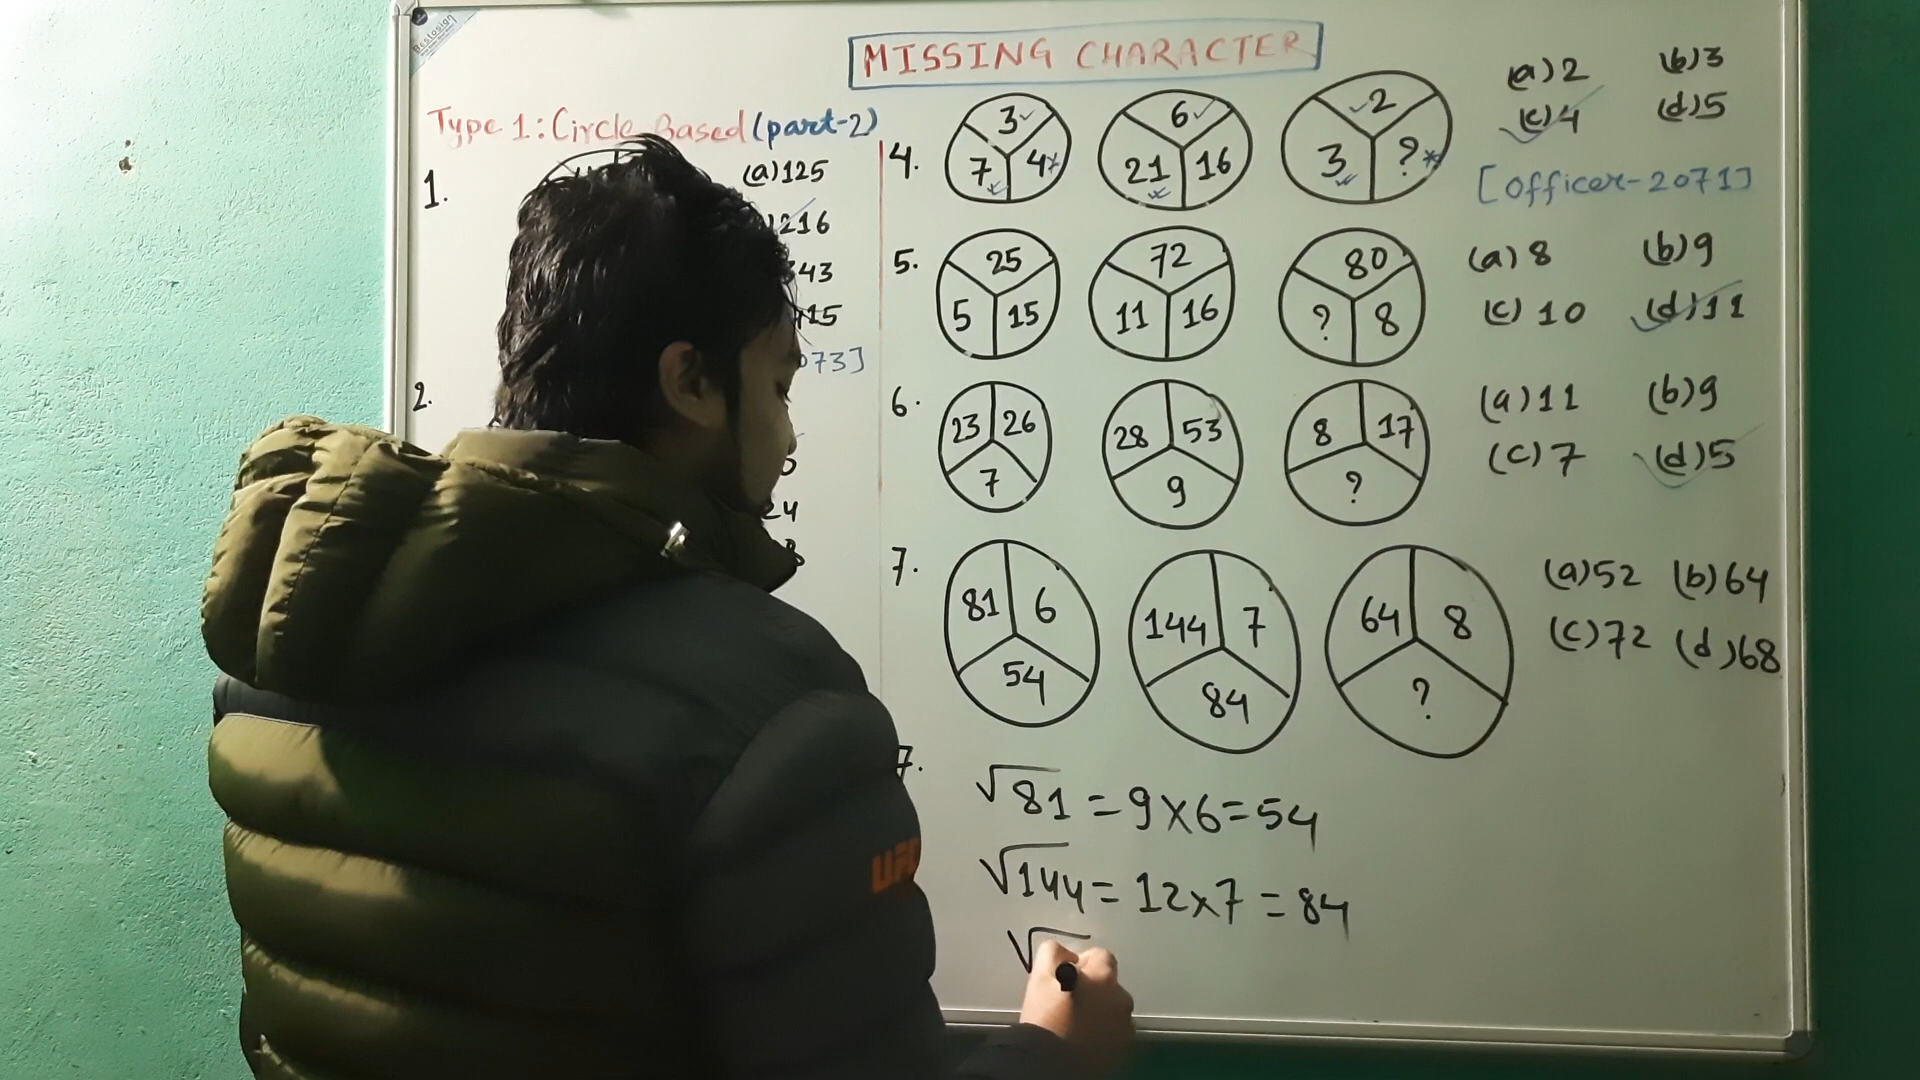 Bestosign
MISSING CHARACTER
Type 1: Circle Based (part-2)
1.
(a) 125
216
343
15
073]
2.
24
4.
3 7 4
6 21 16
2 3 ?
(a) 2 (b) 3
(c) 4 (d) 5
[Officer-2071]
5.
25 5 15
72 11 16
80 ? 8
(a) 8 (b) 9
(c) 10 (d) 11
6.
23 26 7
28 53 9
8 17 ?
(a) 11 (b) 9
(c) 7 (d) 5
7.
81 6 54
144 7 84
64 8 ?
(a) 52 (b) 64
(c) 72 (d) 68
7.
√81 = 9×6=54
√144 = 12×7 = 84
√